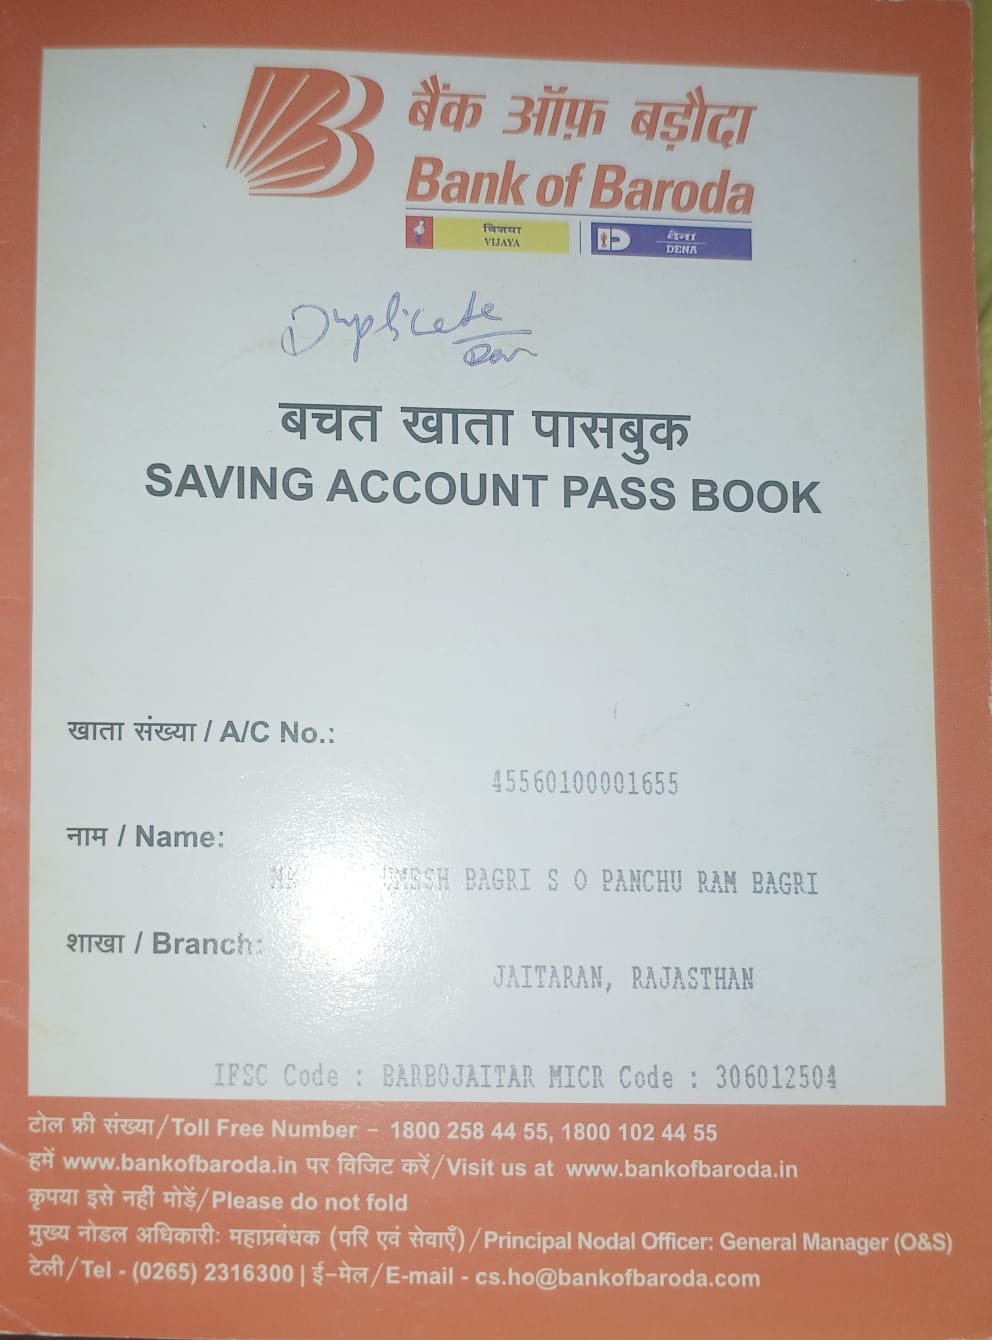 बैंक ऑफ़ बड़ौदा
Bank of Baroda
विजया
VIJAYA
देना
DENA
Duplicate
बचत खाता पासबुक
SAVING ACCOUNT PASS BOOK
खाता संख्या / A/C No.:
45560100001655
नाम / Name:
BAGRI S O PANCHU RAM BAGRI
शाखा / Branch:
JAITARAN, RAJASTHAN
IFSC Code : BARB0JAITAR MICR Code : 306012504
टोल फ्री संख्या/Toll Free Number – 1800 258 44 55, 1800 102 44 55
हमें www.bankofbaroda.in पर विजिट करें/Visit us at www.bankofbaroda.in
कृपया इसे नहीं मोड़ें/Please do not fold
मुख्य नोडल अधिकारी: महाप्रबंधक (परि एवं सेवाएँ)/Principal Nodal Officer: General Manager (O&S)
टेली/Tel - (0265) 2316300 | ई-मेल/E-mail - cs.ho@bankofbaroda.com